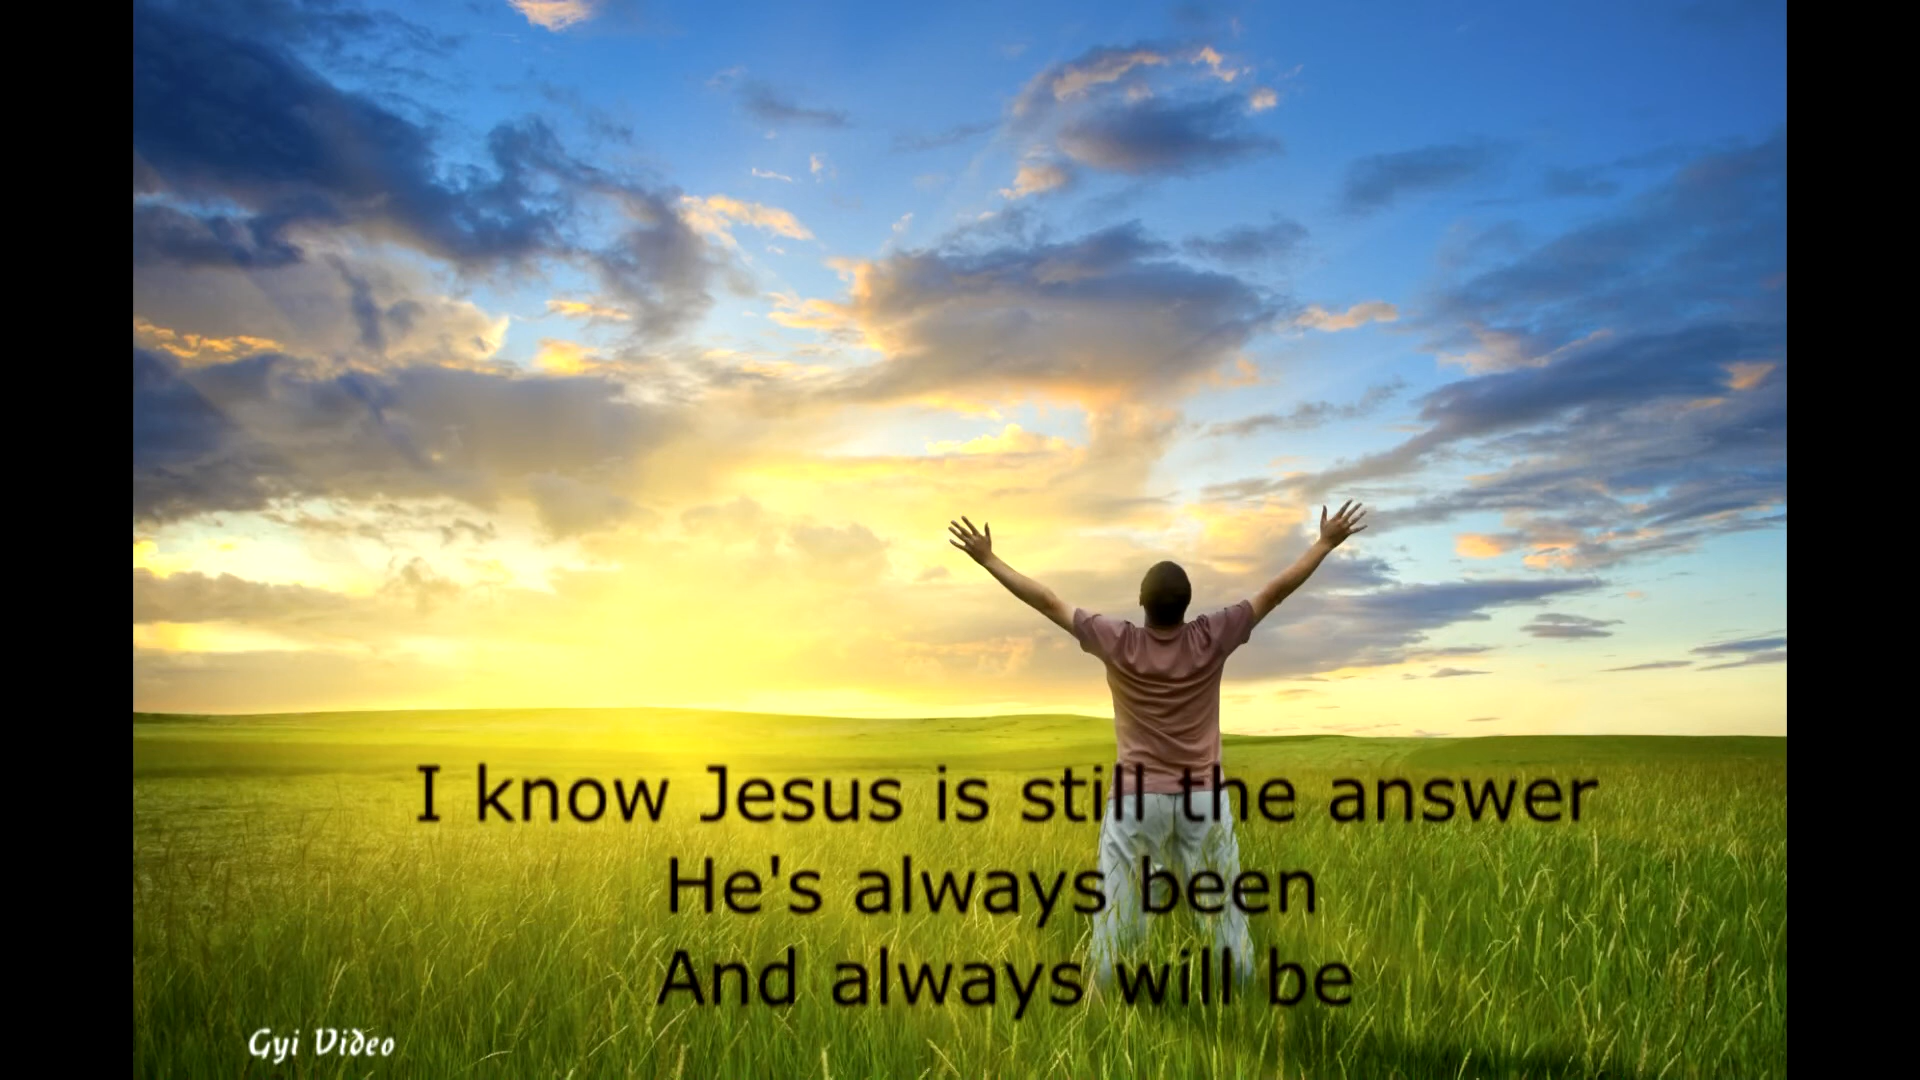 I know Jesus is still the answer
He's always been
And always will be
Gyi Video